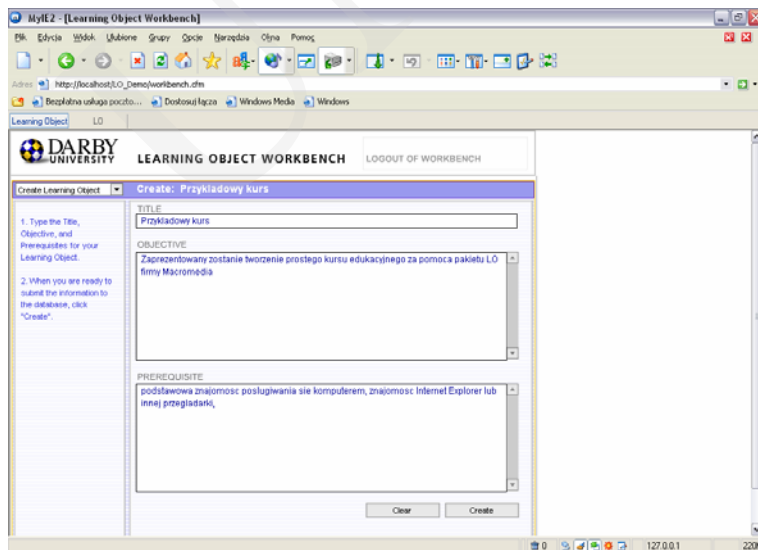 MyIE2 - [Learning Object Workbench]
Plik Edycja Widok Ulubione Grupy Opcje Narzędzia Okna Pomoc
Adres http://localhost/LO_Demo/workbench.cfm
Bezpłatna usługa poczto... Dostosuj łącza Windows Media Windows
Learning Object LO
DARBY
UNIVERSITY
LEARNING OBJECT WORKBENCH LOGOUT OF WORKBENCH
Create Learning Object Create: Przykladowy kurs
1. Type the Title,
Objective, and
Prerequisites for your
Learning Object.
2. When you are ready to
submit the information to
the database, click
"Create".
TITLE
Przykladowy kurs
OBJECTIVE
Zaprezentowany zostanie tworzenie prostego kursu edukacyjnego za pomoca pakietu LO
firmy Macromedia
PREREQUISITE
podstawowa znajomosc poslugiwania sie komputerem, znajomosc Internet Explorer lub
innej przegladarki,
Clear Create
0 127.0.0.1